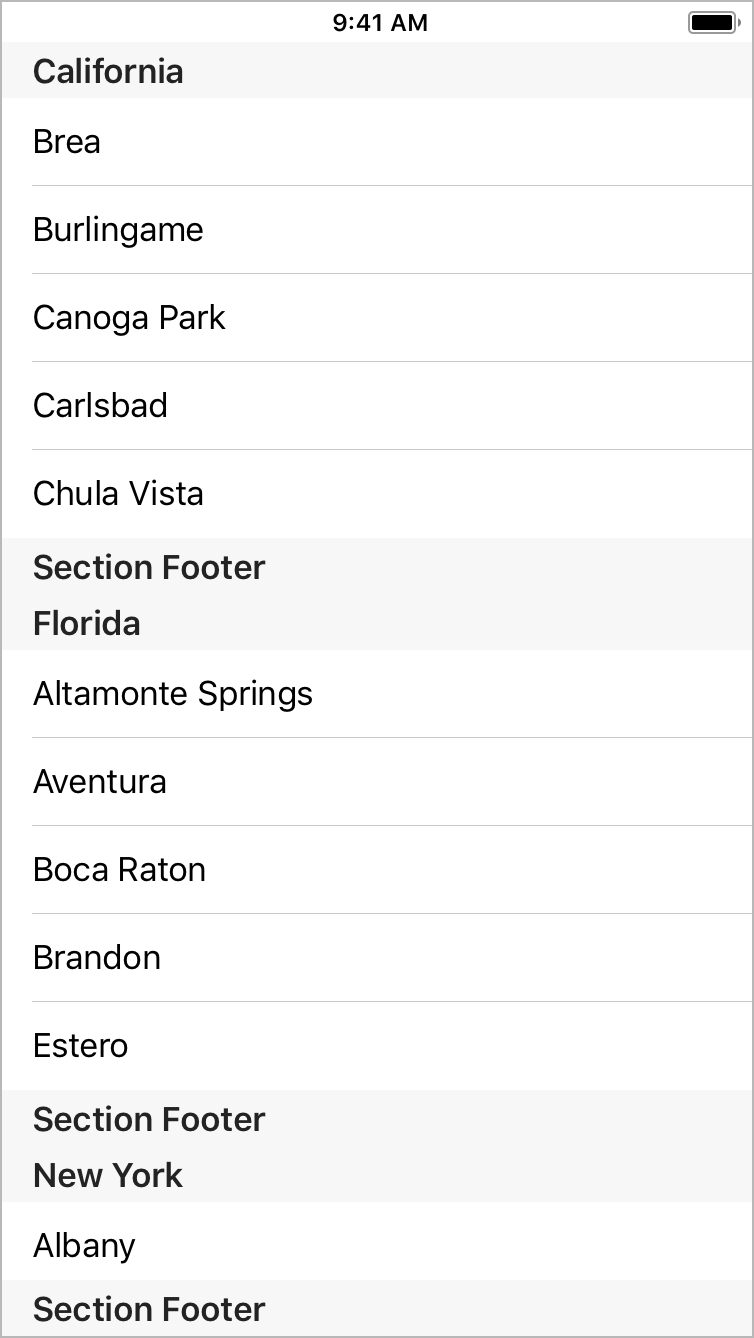 9:41 AM
California
Brea
Burlingame
Canoga Park
Carlsbad
Chula Vista
Section Footer
Florida
Altamonte Springs
Aventura
Boca Raton
Brandon
Estero
Section Footer
New York
Albany
Section Footer